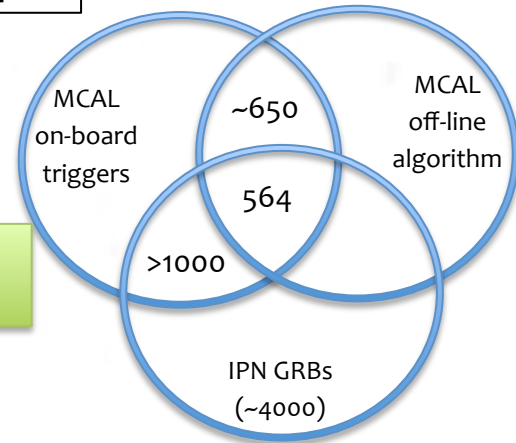 MCAL
on-board
triggers
~650
MCAL
off-line
algorithm
564
>1000
IPN GRBs
(~4000)